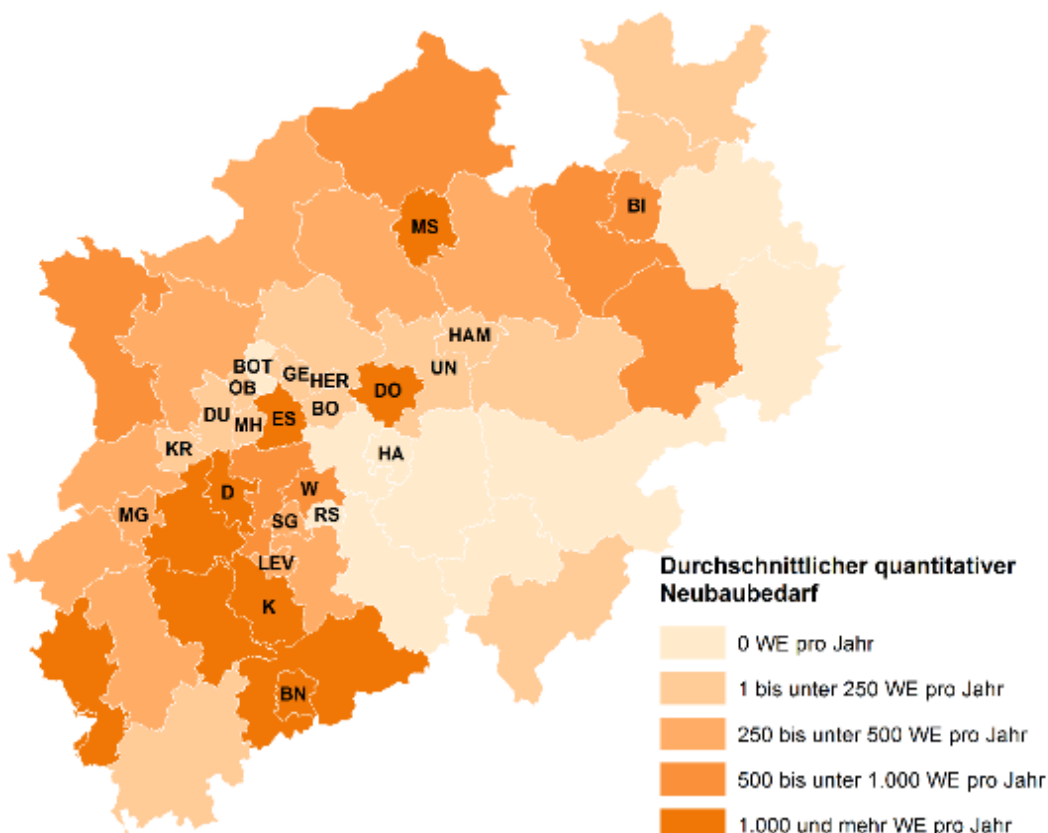 MS
BI
HAM
BOT
UN
GE
HER
OB
DO
DU
ES
BO
MH
KR
HA
D
W
MG
SG
RS
LEV
K
BN
Durchschnittlicher quantitativer
Neubaubedarf
0 WE pro Jahr
1 bis unter 250 WE pro Jahr
250 bis unter 500 WE pro Jahr
500 bis unter 1.000 WE pro Jahr
1.000 und mehr WE pro Jahr